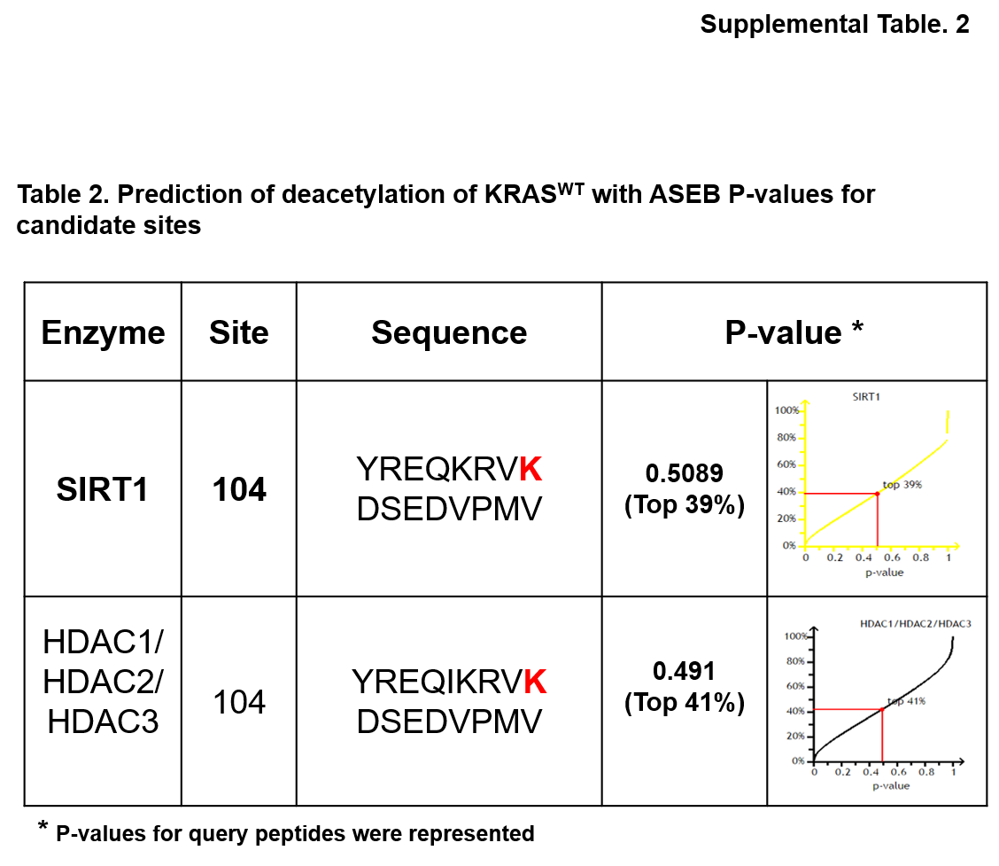 Supplemental Table. 2
Table 2. Prediction of deacetylation of KRASWT with ASEB P-values for
candidate sites
Enzyme
Site
Sequence
P-value *
SIRT1
104
YREQKRVK
DSEDVPMV
0.5089
(Top 39%)
SIRT1
100%
80%
60%
40%
20%
0%
top 39%
0 0.2 0.4 0.6 0.8 1
p-value
HDAC1/
HDAC2/
HDAC3
104
YREQIKRVK
DSEDVPMV
0.491
(Top 41%)
HDAC1/HDAC2/HDAC3
100%
80%
60%
40%
20%
0%
top 41%
0 0.2 0.4 0.6 0.8 1
p-value
* P-values for query peptides were represented